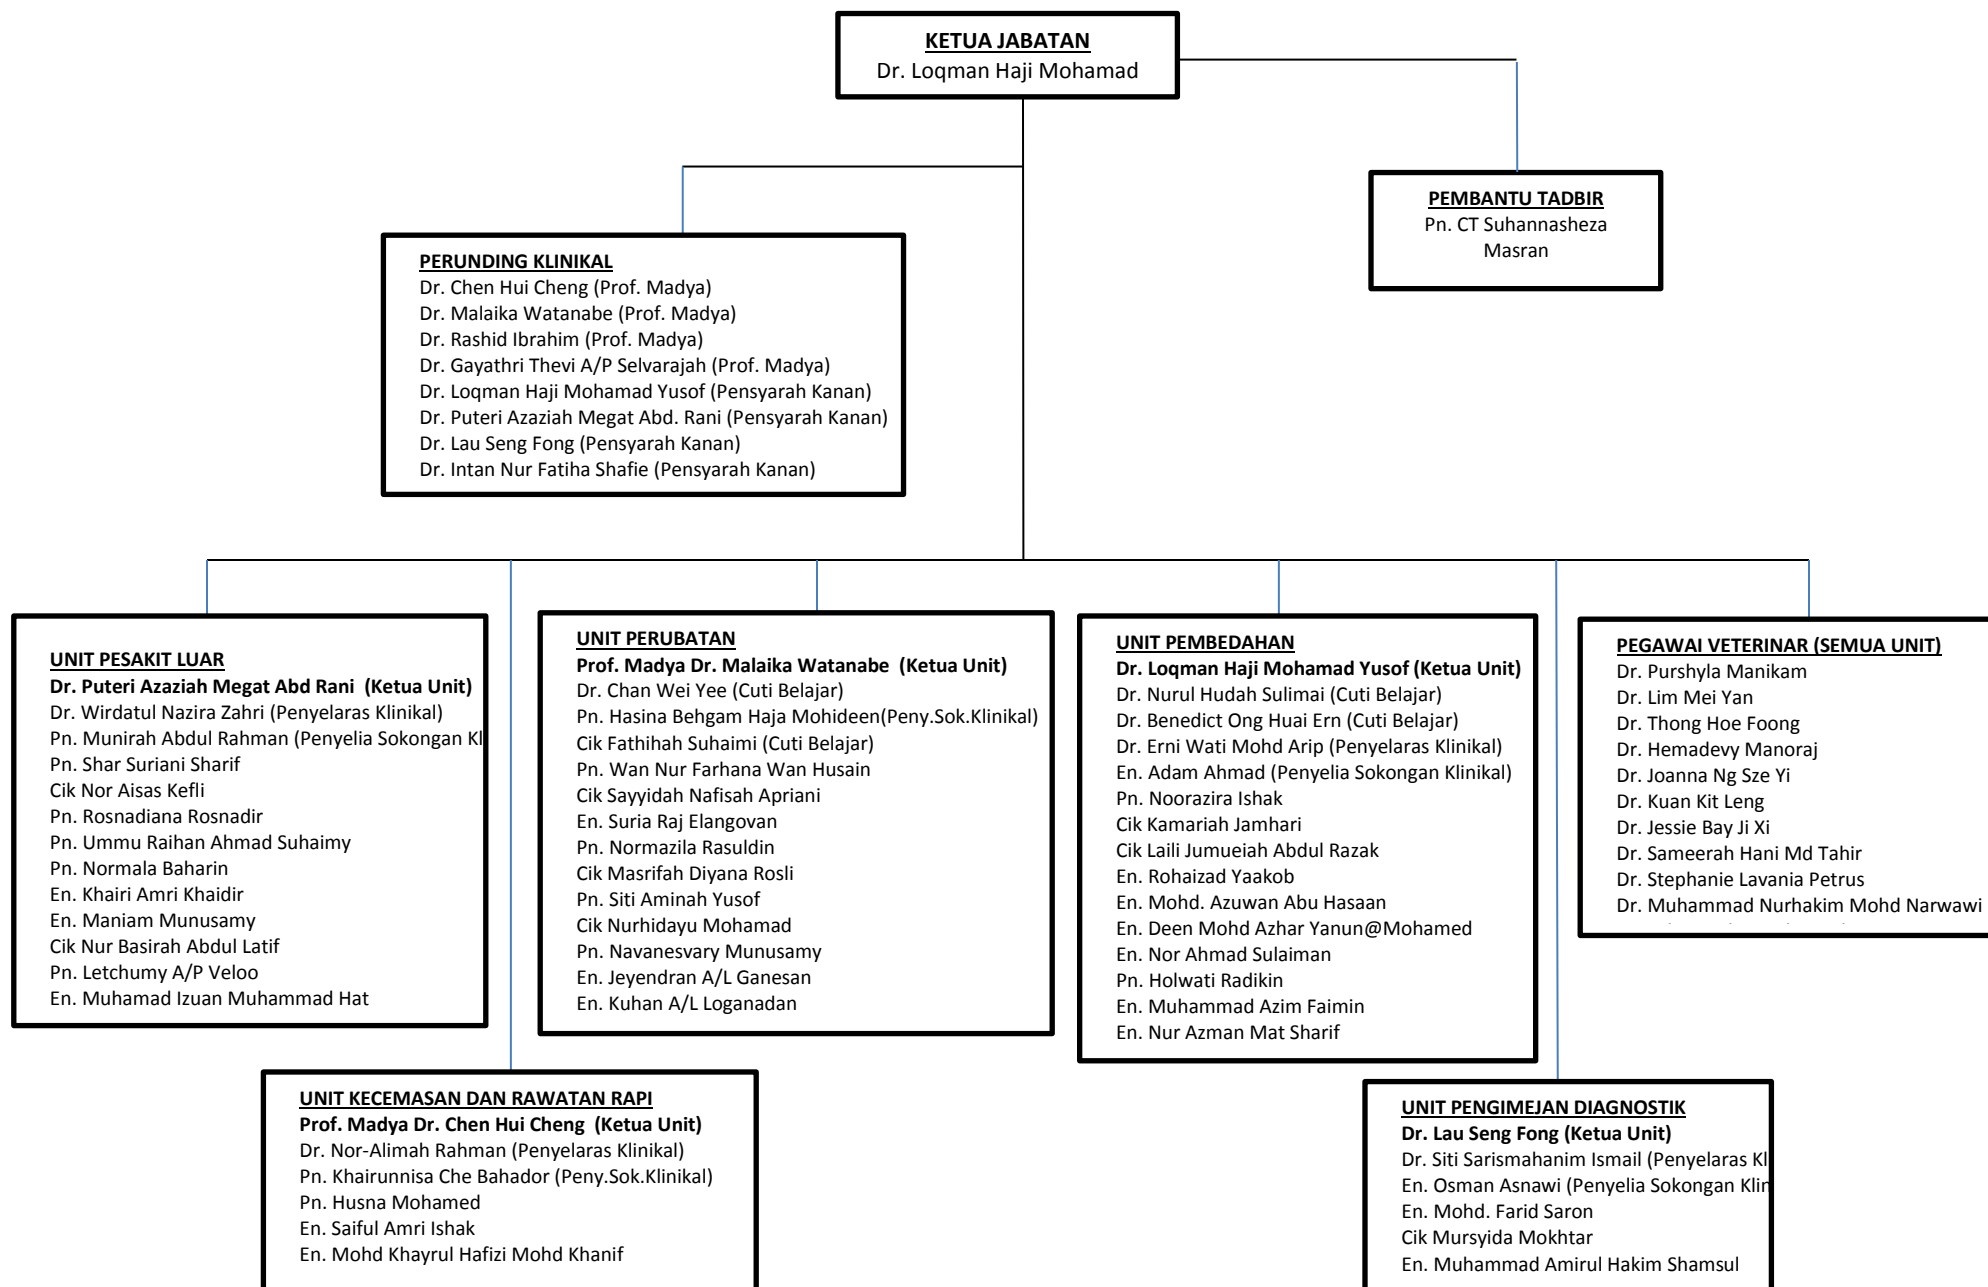 KETUA JABATAN
Dr. Loqman Haji Mohamad
PEMBANTU TADBIR
Pn. CT Suhannasheza
Masran
PERUNDING KLINIKAL
Dr. Chen Hui Cheng (Prof. Madya)
Dr. Malaika Watanabe (Prof. Madya)
Dr. Rashid Ibrahim (Prof. Madya)
Dr. Gayathri Thevi A/P Selvarajah (Prof. Madya)
Dr. Loqman Haji Mohamad Yusof (Pensyarah Kanan)
Dr. Puteri Azaziah Megat Abd. Rani (Pensyarah Kanan)
Dr. Lau Seng Fong (Pensyarah Kanan)
Dr. Intan Nur Fatiha Shafie (Pensyarah Kanan)
UNIT PESAKIT LUAR
Dr. Puteri Azaziah Megat Abd Rani (Ketua Unit)
Dr. Wirdatul Nazira Zahri (Penyelaras Klinikal)
Pn. Munirah Abdul Rahman (Penyelia Sokongan Kl
Pn. Shar Suriani Sharif
Cik Nor Aisas Kefli
Pn. Rosnadiana Rosnadir
Pn. Ummu Raihan Ahmad Suhaimy
Pn. Normala Baharin
En. Khairi Amri Khaidir
En. Maniam Munusamy
Cik Nur Basirah Abdul Latif
Pn. Letchumy A/P Veloo
En. Muhamad Izuan Muhammad Hat
UNIT PERUBATAN
Prof. Madya Dr. Malaika Watanabe (Ketua Unit)
Dr. Chan Wei Yee (Cuti Belajar)
Pn. Hasina Behgam Haja Mohideen(Peny.Sok.Klinikal)
Cik Fathihah Suhaimi (Cuti Belajar)
Pn. Wan Nur Farhana Wan Husain
Cik Sayyidah Nafisah Apriani
En. Suria Raj Elangovan
Pn. Normazila Rasuldin
Cik Masrifah Diyana Rosli
Pn. Siti Aminah Yusof
Cik Nurhidayu Mohamad
Pn. Navanesvary Munusamy
En. Jeyendran A/L Ganesan
En. Kuhan A/L Loganadan
UNIT PEMBEDAHAN
Dr. Loqman Haji Mohamad Yusof (Ketua Unit)
Dr. Nurul Hudah Sulimai (Cuti Belajar)
Dr. Benedict Ong Huai Ern (Cuti Belajar)
Dr. Erni Wati Mohd Arip (Penyelaras Klinikal)
En. Adam Ahmad (Penyelia Sokongan Klinikal)
Pn. Noorazira Ishak
Cik Kamariah Jamhari
Cik Laili Jumueiah Abdul Razak
En. Rohaizad Yaakob
En. Mohd. Azuwan Abu Hasaan
En. Deen Mohd Azhar Yanun@Mohamed
En. Nor Ahmad Sulaiman
Pn. Holwati Radikin
En. Muhammad Azim Faimin
En. Nur Azman Mat Sharif
PEGAWAI VETERINAR (SEMUA UNIT)
Dr. Purshyla Manikam
Dr. Lim Mei Yan
Dr. Thong Hoe Foong
Dr. Hemadevy Manoraj
Dr. Joanna Ng Sze Yi
Dr. Kuan Kit Leng
Dr. Jessie Bay Ji Xi
Dr. Sameerah Hani Md Tahir
Dr. Stephanie Lavania Petrus
Dr. Muhammad Nurhakim Mohd Narwawi
UNIT KECEMASAN DAN RAWATAN RAPI
Prof. Madya Dr. Chen Hui Cheng (Ketua Unit)
Dr. Nor-Alimah Rahman (Penyelaras Klinikal)
Pn. Khairunnisa Che Bahador (Peny.Sok.Klinikal)
Pn. Husna Mohamed
En. Saiful Amri Ishak
En. Mohd Khayrul Hafizi Mohd Khanif
UNIT PENGIMEJAN DIAGNOSTIK
Dr. Lau Seng Fong (Ketua Unit)
Dr. Siti Sarismahanim Ismail (Penyelaras Kl
En. Osman Asnawi (Penyelia Sokongan Klin
En. Mohd. Farid Saron
Cik Mursyida Mokhtar
En. Muhammad Amirul Hakim Shamsul